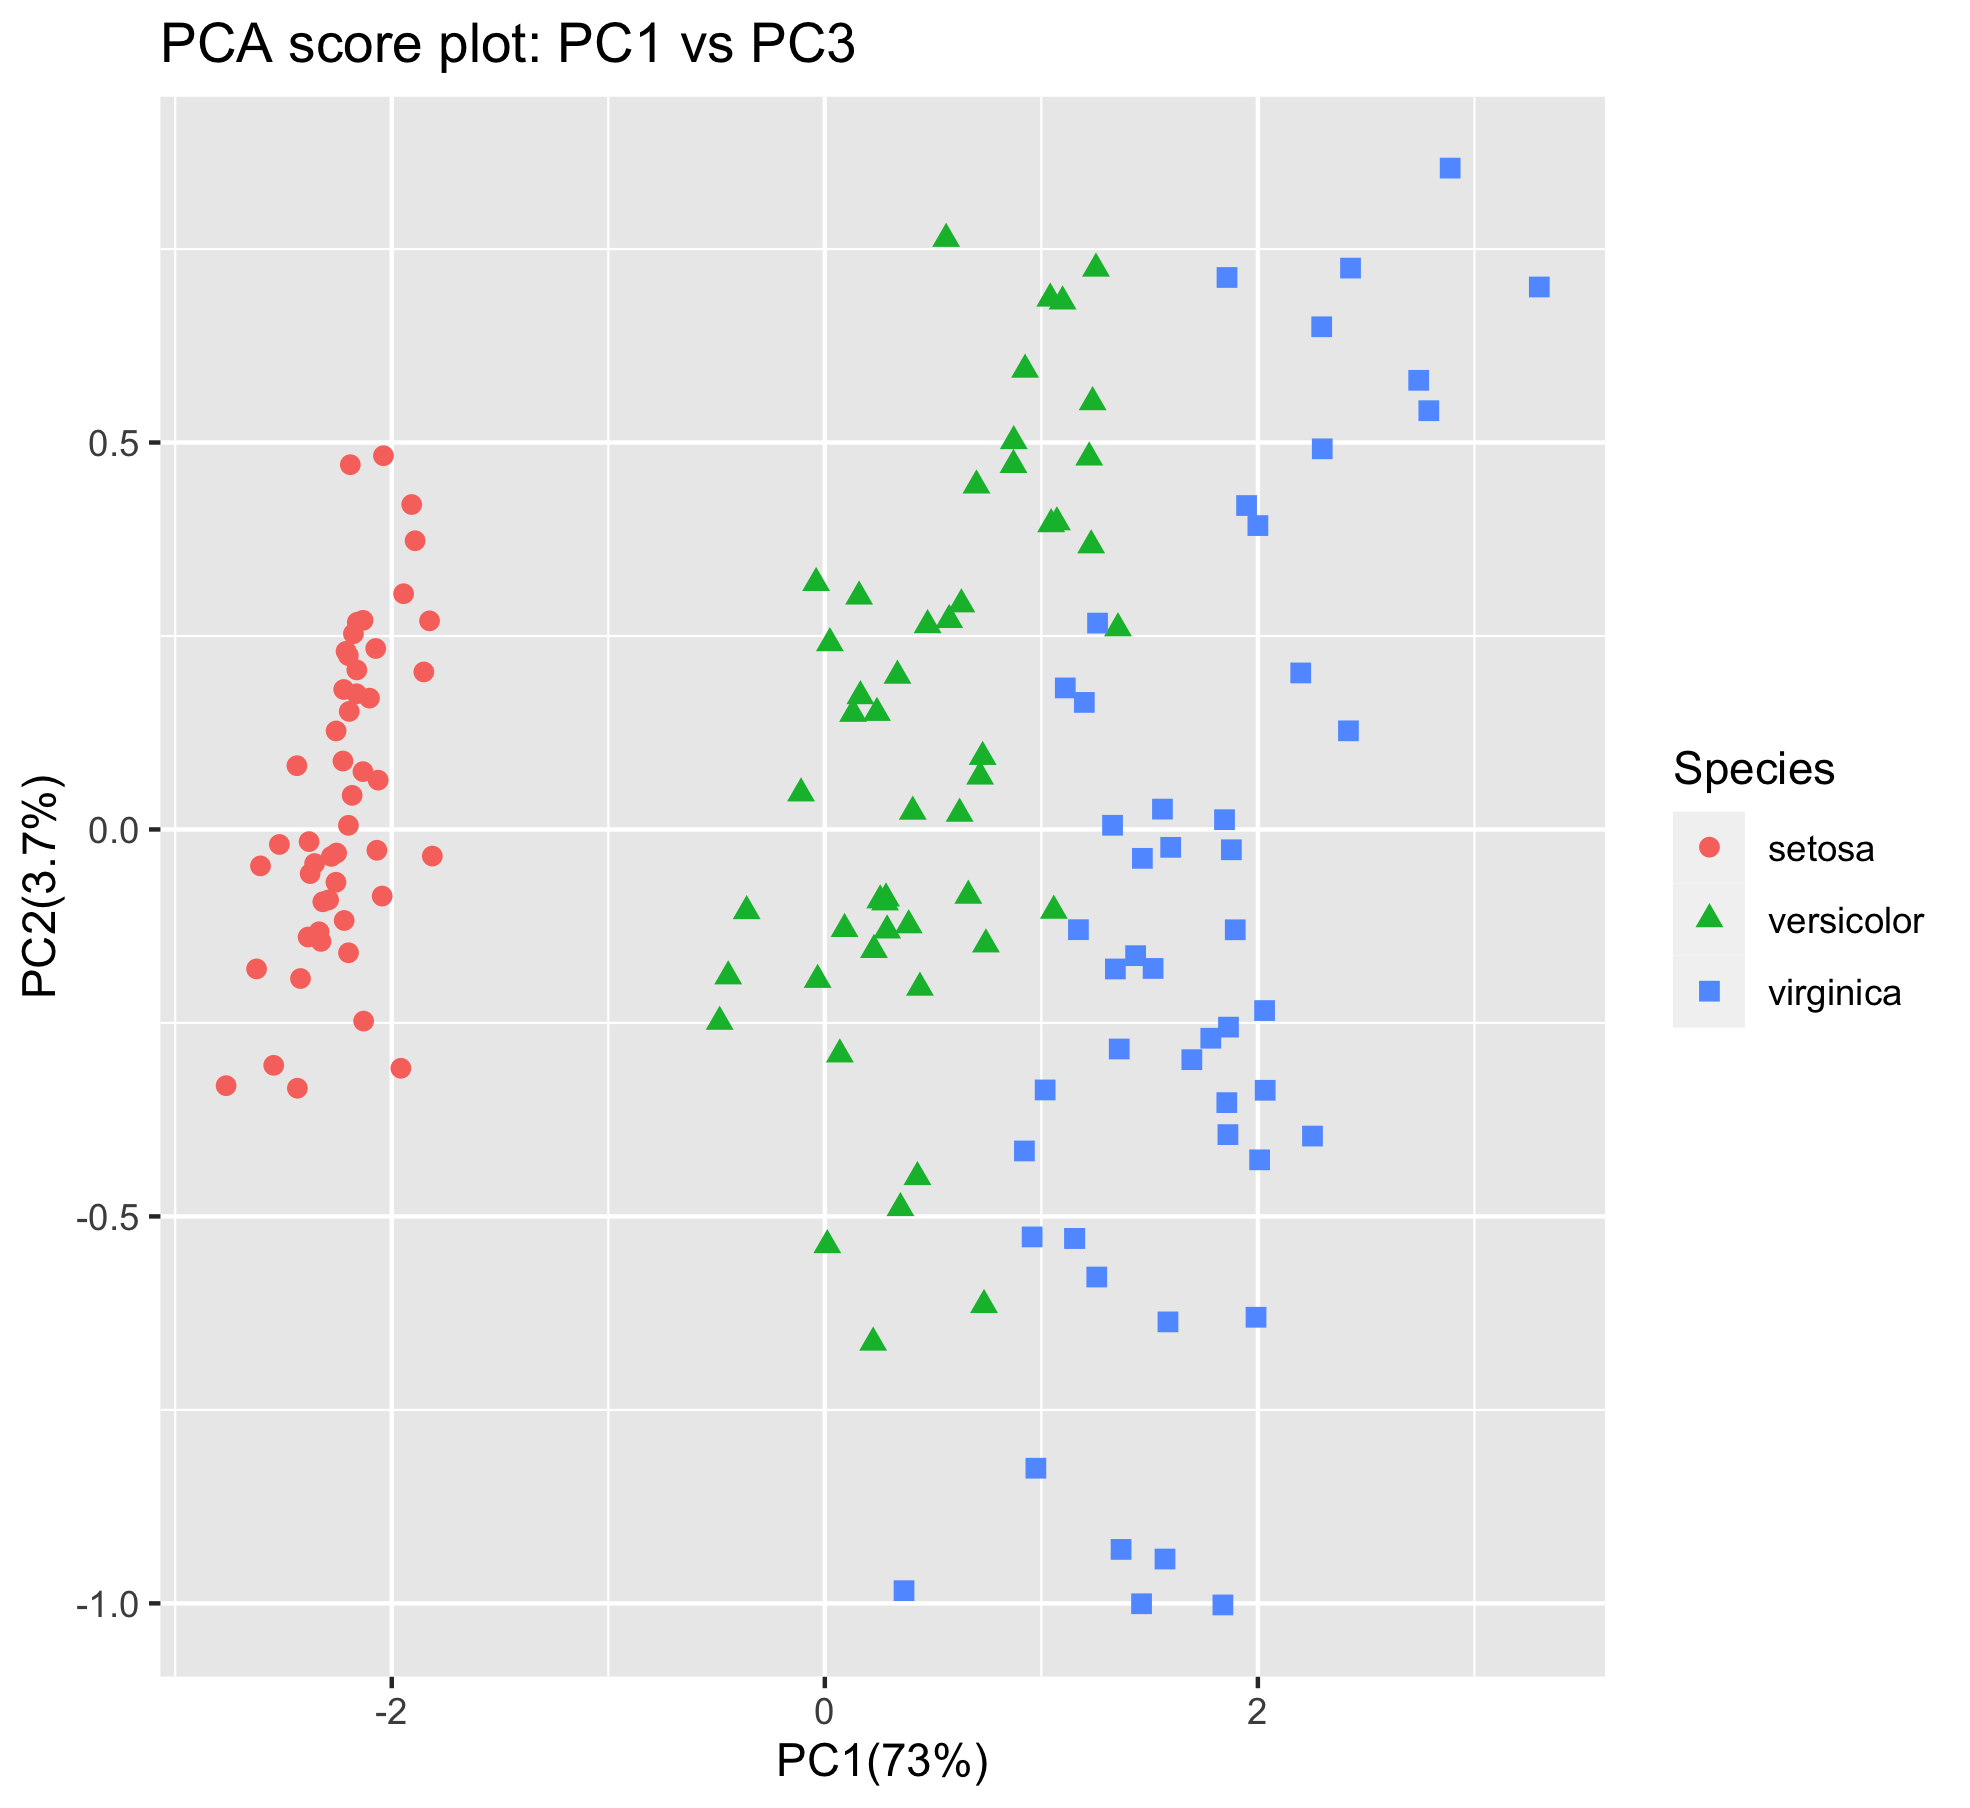 PCA score plot: PC1 vs PC3
PC2(3.7%)
0.5
0.0
-0.5
-1.0
-2
0
2
PC1(73%)
Species
setosa
versicolor
virginica